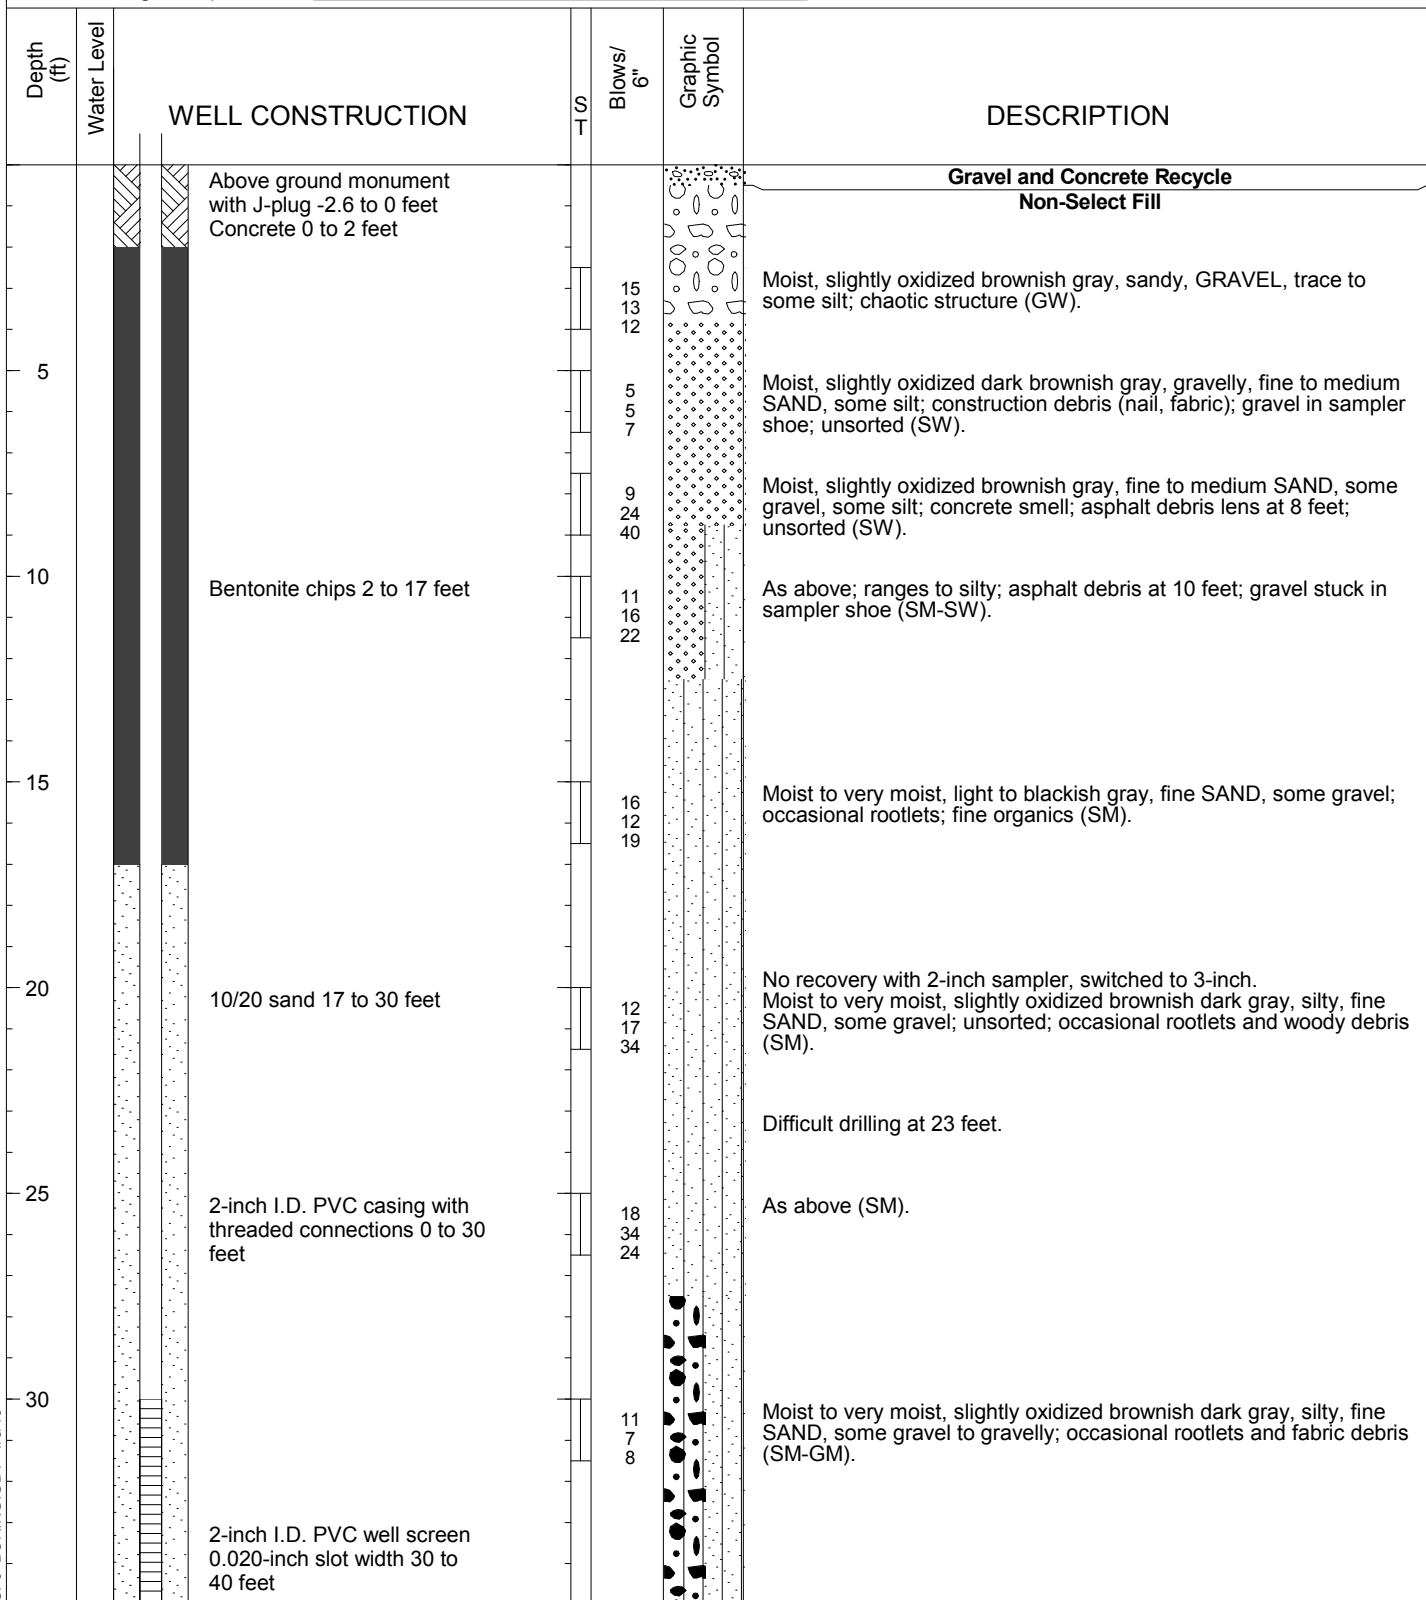 Depth
(ft)
Water Level
WELL CONSTRUCTION
S
T
Blows/
6"
Graphic
Symbol
DESCRIPTION
Above ground monument
with J-plug -2.6 to 0 feet
Concrete 0 to 2 feet
Gravel and Concrete Recycle
Non-Select Fill
15
13
12
Moist, slightly oxidized brownish gray, sandy, GRAVEL, trace to
some silt; chaotic structure (GW).
5
5
5
7
Moist, slightly oxidized dark brownish gray, gravelly, fine to medium
SAND, some silt; construction debris (nail, fabric); gravel in sampler
shoe; unsorted (SW).
9
24
40
Moist, slightly oxidized brownish gray, fine to medium SAND, some
gravel, some silt; concrete smell; asphalt debris lens at 8 feet;
unsorted (SW).
10
Bentonite chips 2 to 17 feet
11
16
22
As above; ranges to silty; asphalt debris at 10 feet; gravel stuck in
sampler shoe (SM-SW).
15
16
12
19
Moist to very moist, light to blackish gray, fine SAND, some gravel;
occasional rootlets; fine organics (SM).
20
10/20 sand 17 to 30 feet
12
17
34
No recovery with 2-inch sampler, switched to 3-inch.
Moist to very moist, slightly oxidized brownish dark gray, silty, fine
SAND, some gravel; unsorted; occasional rootlets and woody debris
(SM).
Difficult drilling at 23 feet.
25
2-inch I.D. PVC casing with
threaded connections 0 to 30
feet
18
34
24
As above (SM).
30
11
7
8
Moist to very moist, slightly oxidized brownish dark gray, silty, fine
SAND, some gravel to gravelly; occasional rootlets and fabric debris
(SM-GM).
2-inch I.D. PVC well screen
0.020-inch slot width 30 to
40 feet